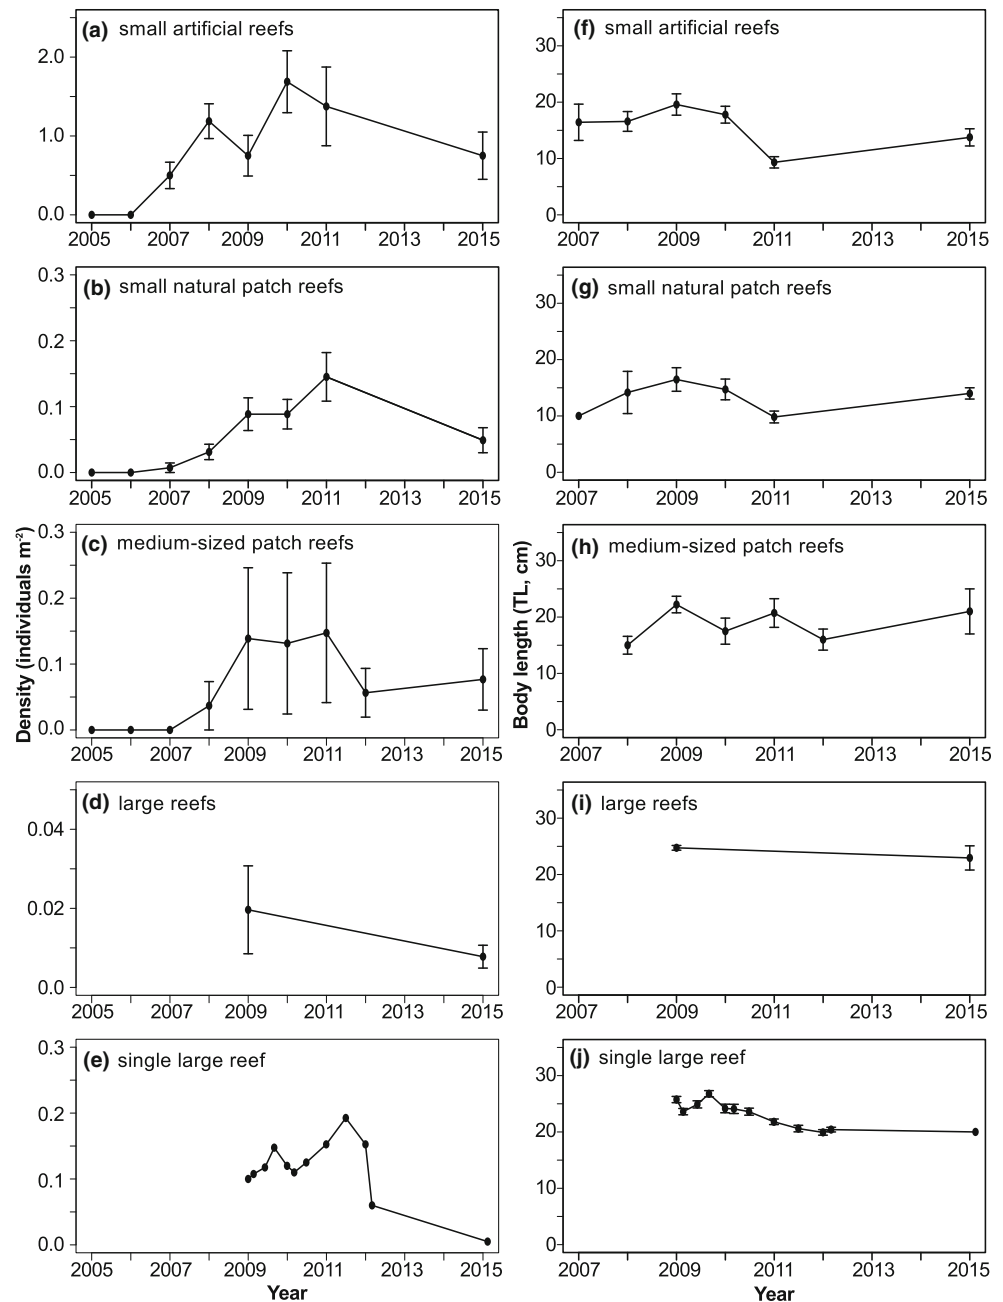 (a) small artificial reefs
2.0
1.0
0.0
2005 2007 2009 2011 2013 2015
(f) small artificial reefs
30
20
10
0
2007 2009 2011 2013 2015
(b) small natural patch reefs
0.3
0.2
0.1
0.0
2005 2007 2009 2011 2013 2015
(g) small natural patch reefs
30
20
10
0
2007 2009 2011 2013 2015
(c) medium-sized patch reefs
0.3
0.2
0.1
0.0
2005 2007 2009 2011 2013 2015
Density (individuals m-2)
(h) medium-sized patch reefs
30
20
10
0
2007 2009 2011 2013 2015
Body length (TL, cm)
(d) large reefs
0.04
0.02
0.0
2005 2007 2009 2011 2013 2015
(i) large reefs
30
20
10
0
2007 2009 2011 2013 2015
(e) single large reef
0.3
0.2
0.1
0.0
2005 2007 2009 2011 2013 2015
Year
(j) single large reef
30
20
10
0
2007 2009 2011 2013 2015
Year